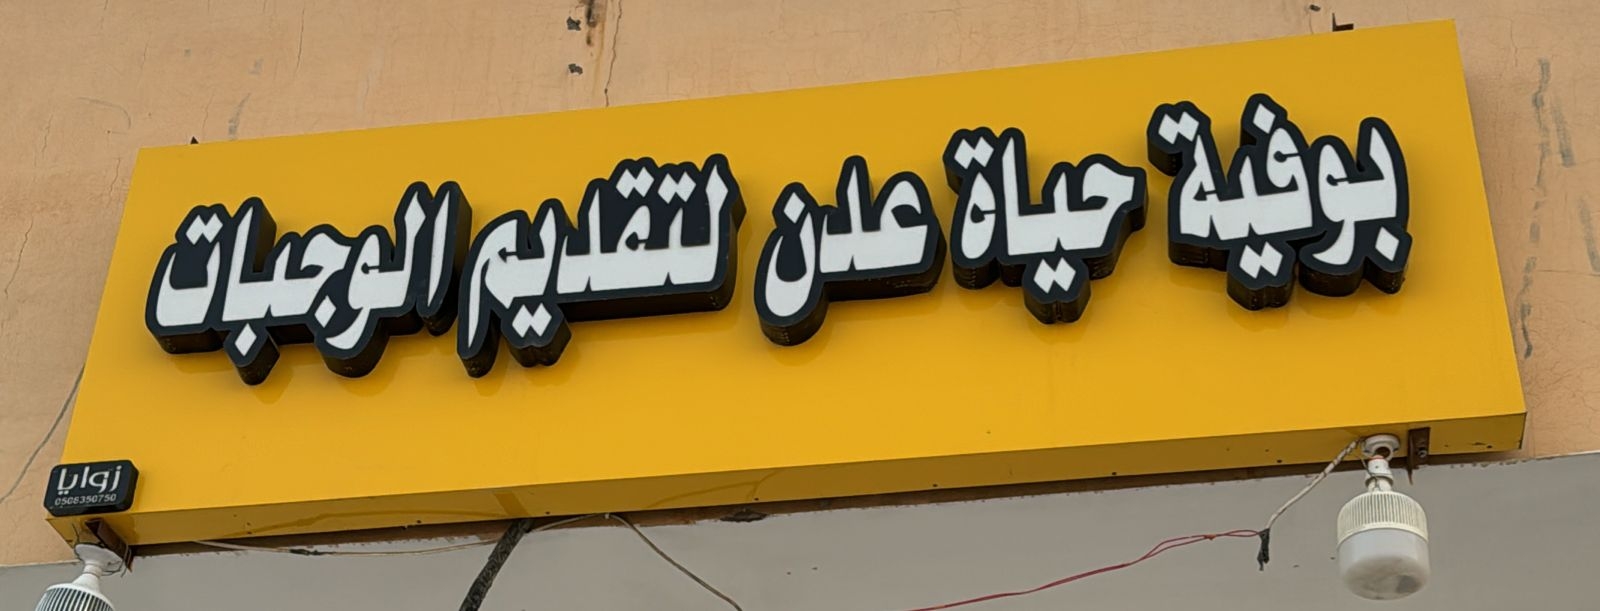 بوفية حياة عدن لتقديم الوجبات
زوايا
0508350750